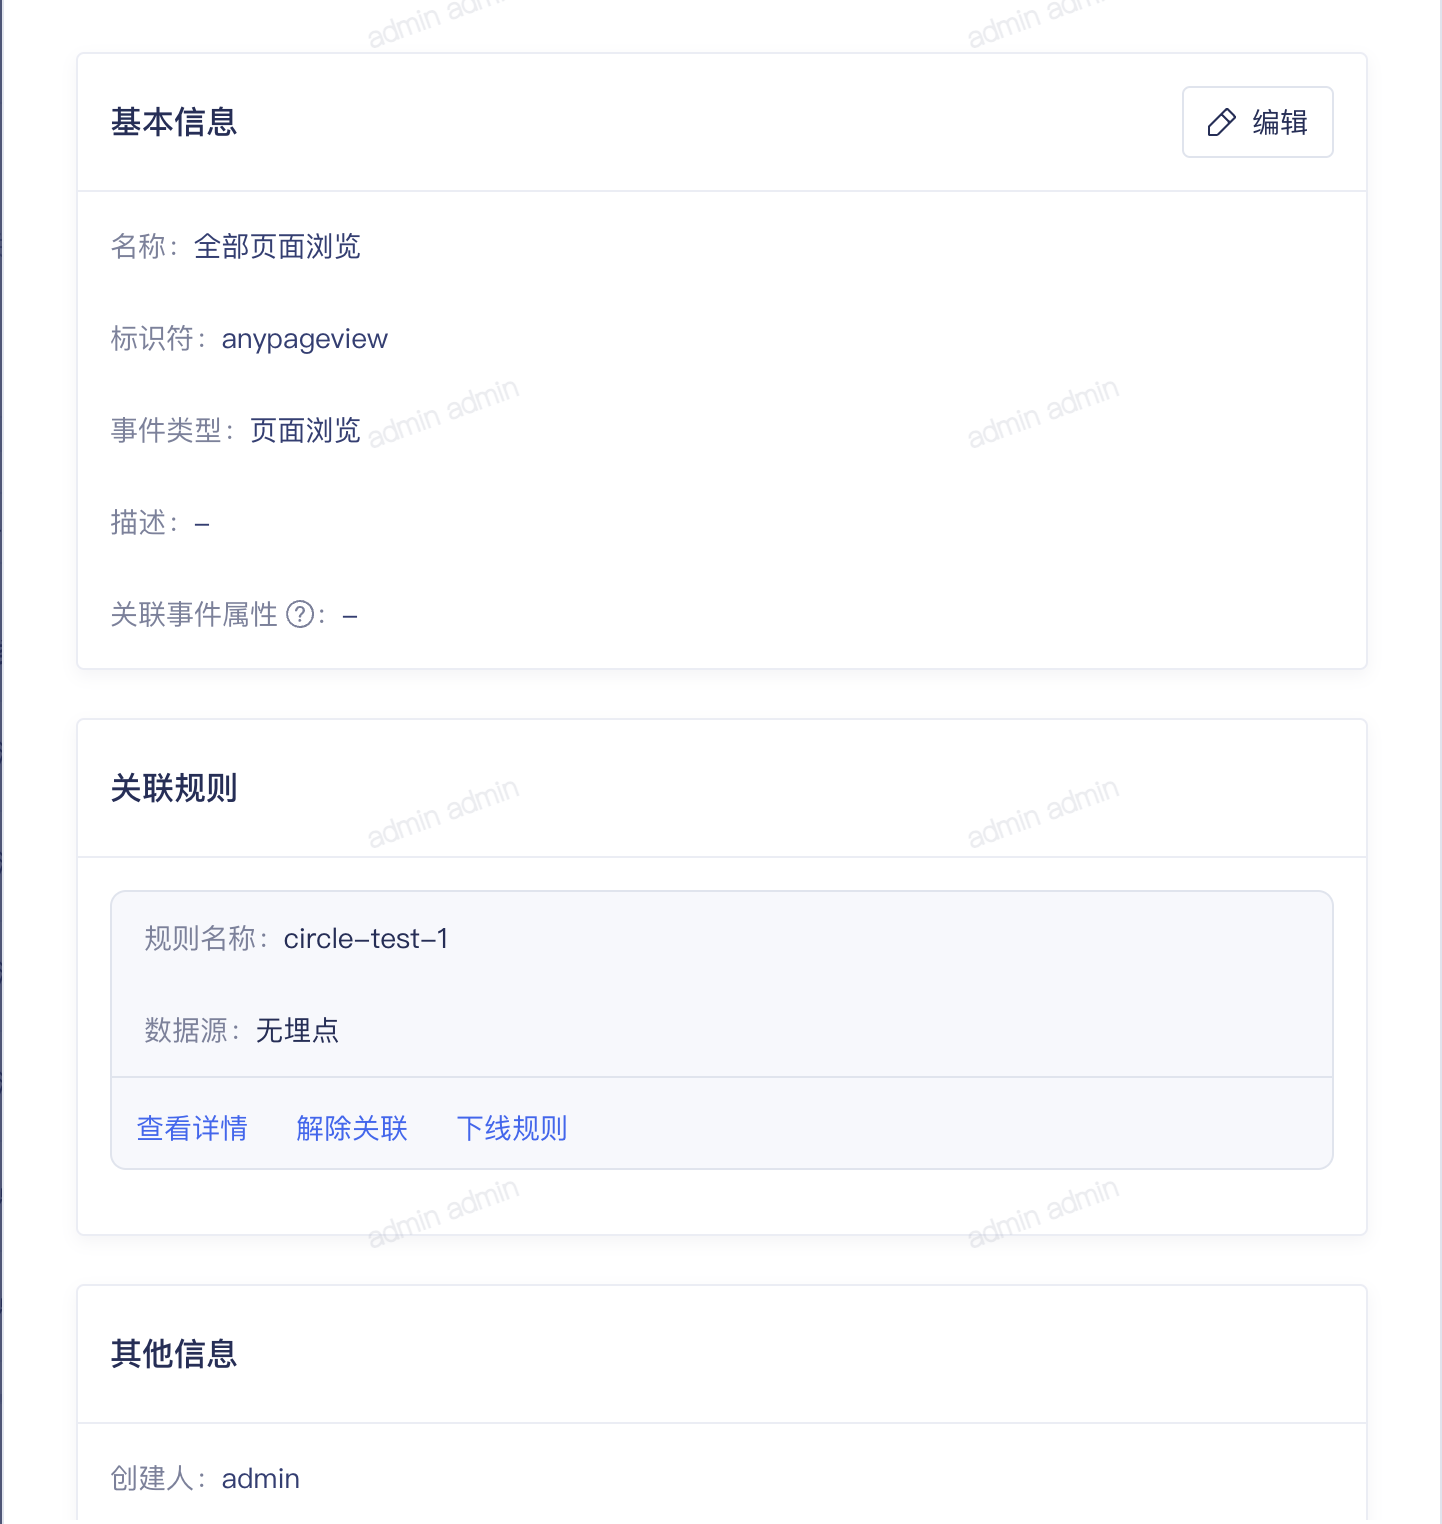 admin admin admin admin
基本信息 编辑
名称：全部页面浏览
标识符：anypageview
事件类型：页面浏览
admin admin admin admin
描述：–
关联事件属性 ?：–
关联规则
admin admin admin admin
规则名称：circle–test–1
数据源：无埋点
查看详情 解除关联 下线规则
admin admin admin admin
其他信息
创建人：admin